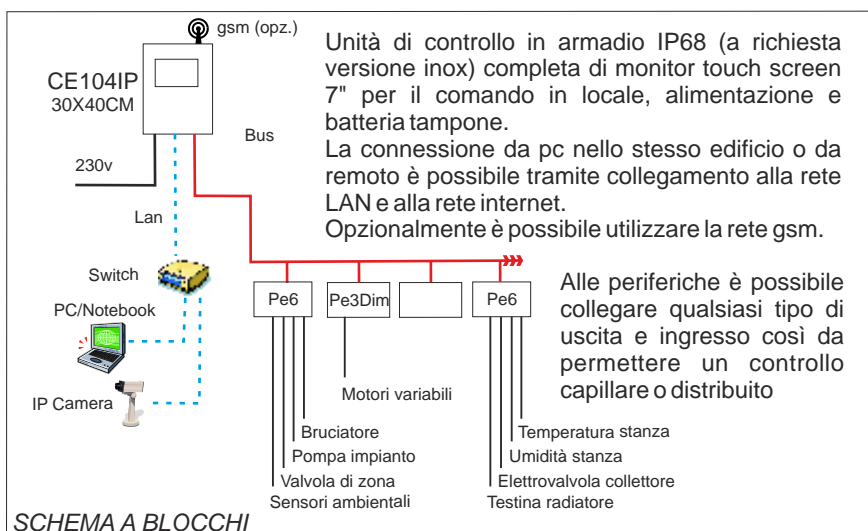 gsm (opz.)
CE104IP
30X40CM
230v
Bus
Lan
Switch
PC/Notebook
IP Camera
Unità di controllo in armadio IP68 (a richiesta
versione inox) completa di monitor touch screen
7" per il comando in locale, alimentazione e
batteria tampone.
La connessione da pc nello stesso edificio o da
remoto è possibile tramite collegamento alla rete
LAN e alla rete internet.
Opzionalmente è possibile utilizzare la rete gsm.
Pe6
Pe3Dim
Pe6
Alle periferiche è possibile
collegare qualsiasi tipo di
uscita e ingresso così da
permettere un controllo
capillare o distribuito
Motori variabili
Bruciatore
Pompa impianto
Valvola di zona
Sensori ambientali
Temperatura stanza
Umidità stanza
Elettrovalvola collettore
Testina radiatore
SCHEMA A BLOCCHI